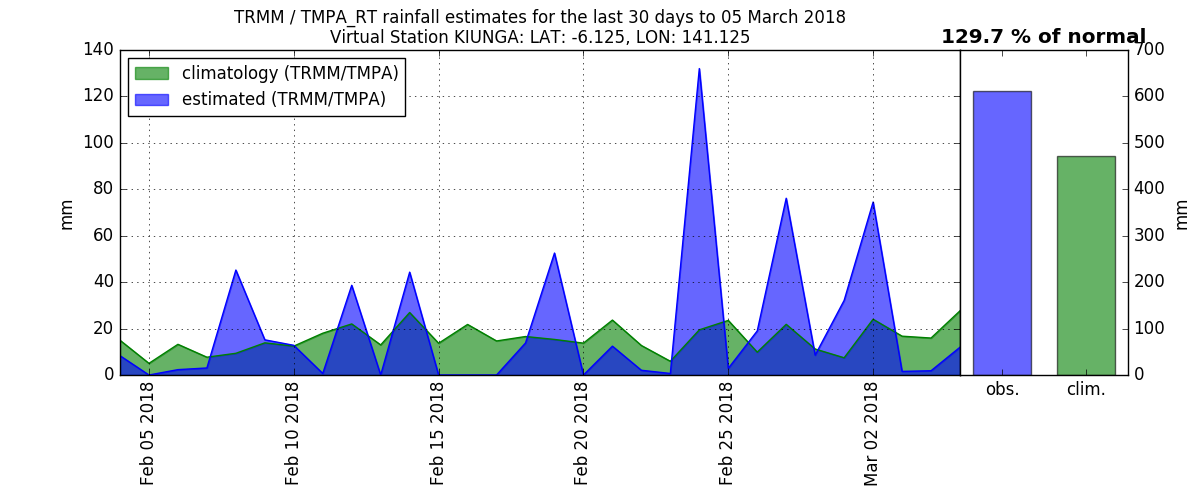 TRMM / TMPA_RT rainfall estimates for the last 30 days to 05 March 2018
Virtual Station KIUNGA: LAT: -6.125, LON: 141.125
129.7 % of normal
climatology (TRMM/TMPA)
estimated (TRMM/TMPA)
mm
140
120
100
80
60
40
20
0
Feb 05 2018
Feb 10 2018
Feb 15 2018
Feb 20 2018
Feb 25 2018
Mar 02 2018
obs.
clim.
700
600
500
400
300
200
100
0
mm